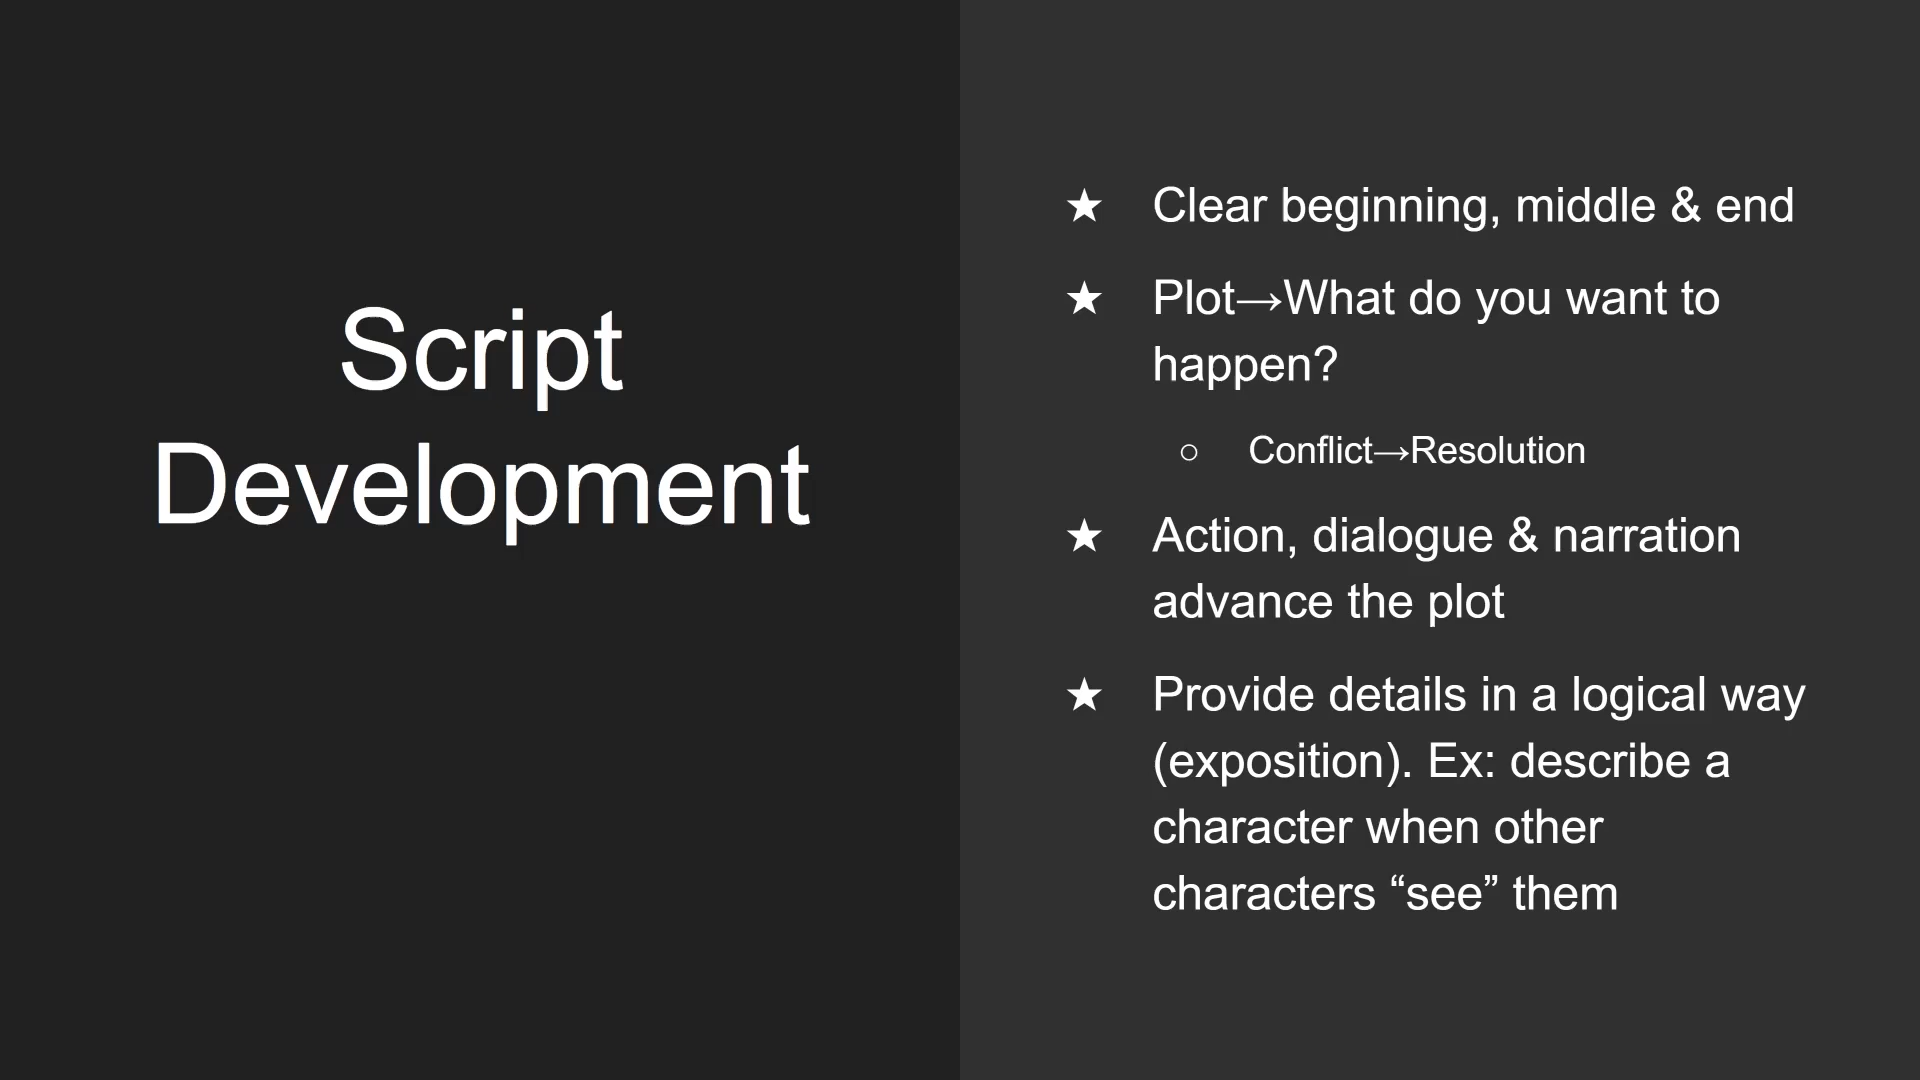 Script
Development
★ Clear beginning, middle & end
★ Plot→What do you want to
happen?
○ Conflict→Resolution
★ Action, dialogue & narration
advance the plot
★ Provide details in a logical way
(exposition). Ex: describe a
character when other
characters “see” them